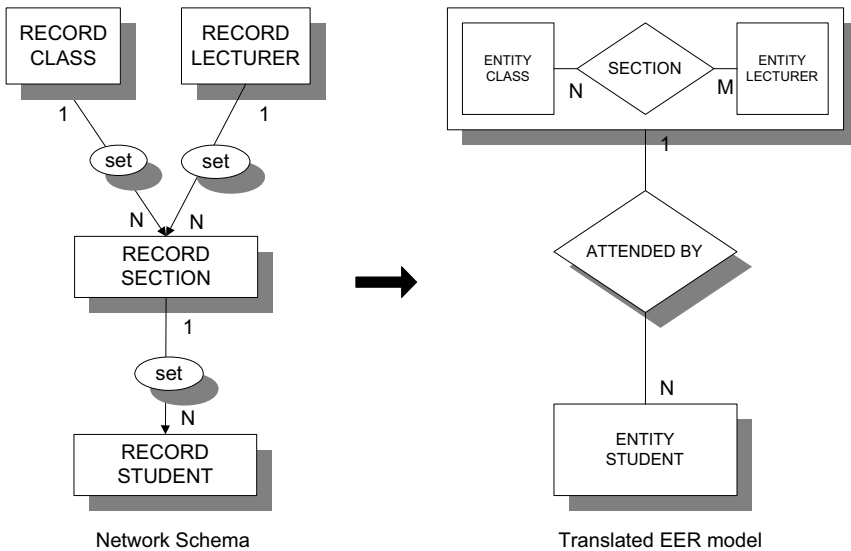 RECORD
CLASS
RECORD
LECTURER
1
1
set
set
N
N
RECORD
SECTION
1
set
N
RECORD
STUDENT
Network Schema
ENTITY
CLASS
N
SECTION
M
ENTITY
LECTURER
1
ATTENDED BY
N
ENTITY
STUDENT
Translated EER model